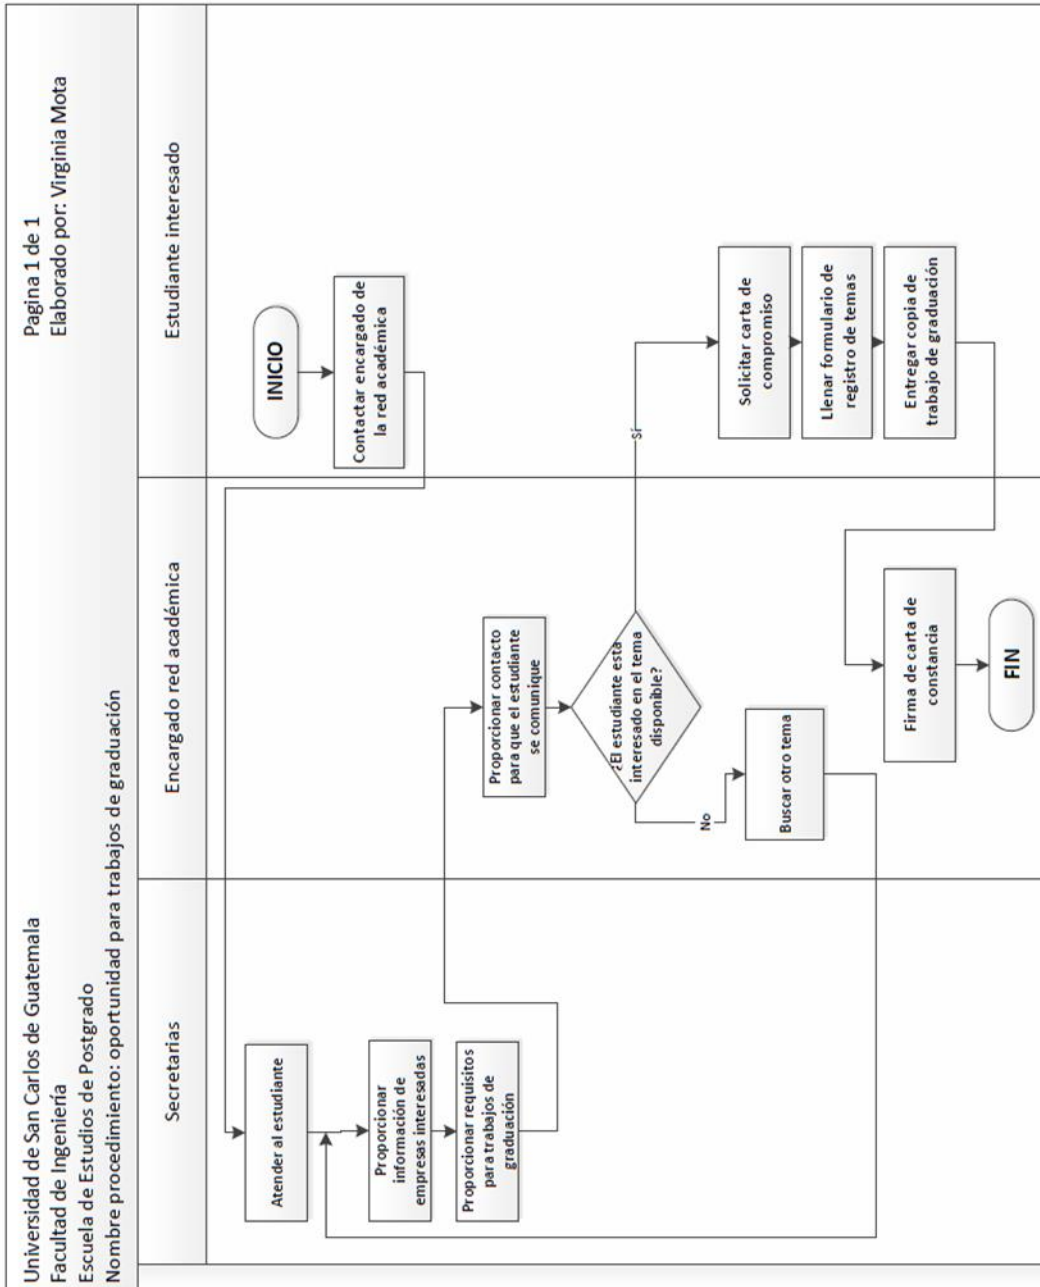 Universidad de San Carlos de Guatemala
Facultad de Ingeniería
Escuela de Estudios de Postgrado
Nombre procedimiento: oportunidad para trabajos de graduación
Pagina 1 de 1
Elaborado por: Virginia Mota
Secretarias
Encargado red académica
Estudiante interesado
INICIO
Contactar encargado de
la red académica
Atender al estudiante
Proporcionar
información de
empresas interesadas
Proporcionar requisitos
para trabajos de
graduación
Proporcionar contacto
para que el estudiante
se comunique
¿El estudiante está
interesado en el tema
disponible?
No
Sí
Buscar otro tema
Solicitar carta de
compromiso
Llenar formulario de
registro de temas
Entregar copia de
trabajo de graduación
Firma de carta de
constancia
FIN